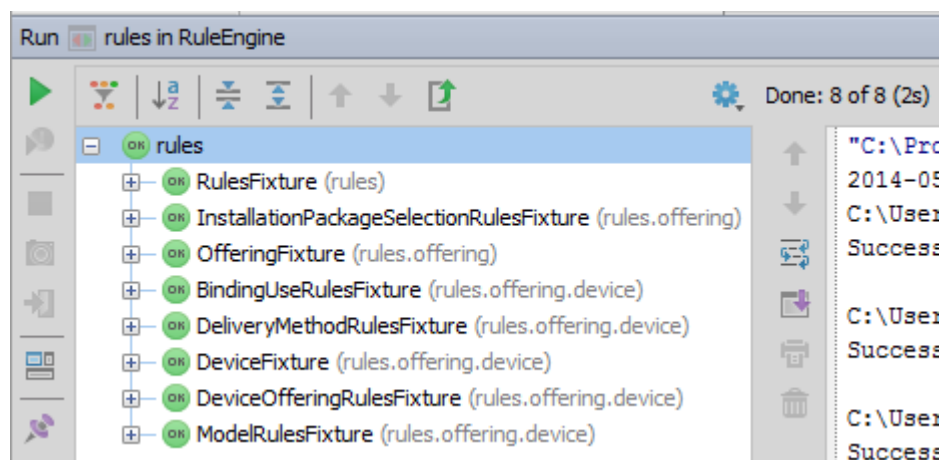 Run rules in RuleEngine
Done: 8 of 8 (2s)
OK rules
OK RulesFixture (rules)
OK InstallationPackageSelectionRulesFixture (rules.offering)
OK OfferingFixture (rules.offering)
OK BindingUseRulesFixture (rules.offering.device)
OK DeliveryMethodRulesFixture (rules.offering.device)
OK DeviceFixture (rules.offering.device)
OK DeviceOfferingRulesFixture (rules.offering.device)
OK ModelRulesFixture (rules.offering.device)
"C:\Pro
2014-05
C:\User
Success
C:\User
Success
C:\User
Success